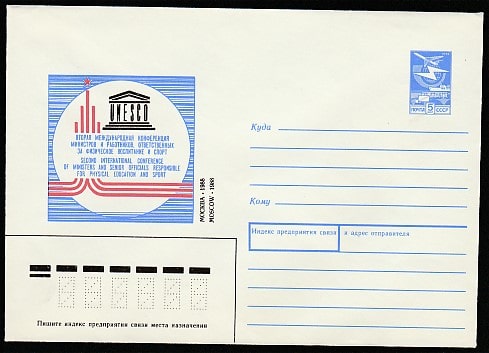 UNESCO
ВТОРАЯ МЕЖДУНАРОДНАЯ КОНФЕРЕНЦИЯ
МИНИСТРОВ И РАБОТНИКОВ, ОТВЕТСТВЕННЫХ
ЗА ФИЗИЧЕСКОЕ ВОСПИТАНИЕ И СПОРТ
SECOND INTERNATIONAL CONFERENCE
OF MINISTERS AND SENIOR OFFICIALS RESPONSIBLE
FOR PHYSICAL EDUCATION AND SPORT
МОСКВА · 1988
MOSCOW · 1988
ПОЧТА 5 СССР
Куда
Кому
Индекс предприятия связи и адрес отправителя
Пишите индекс предприятия связи места назначения